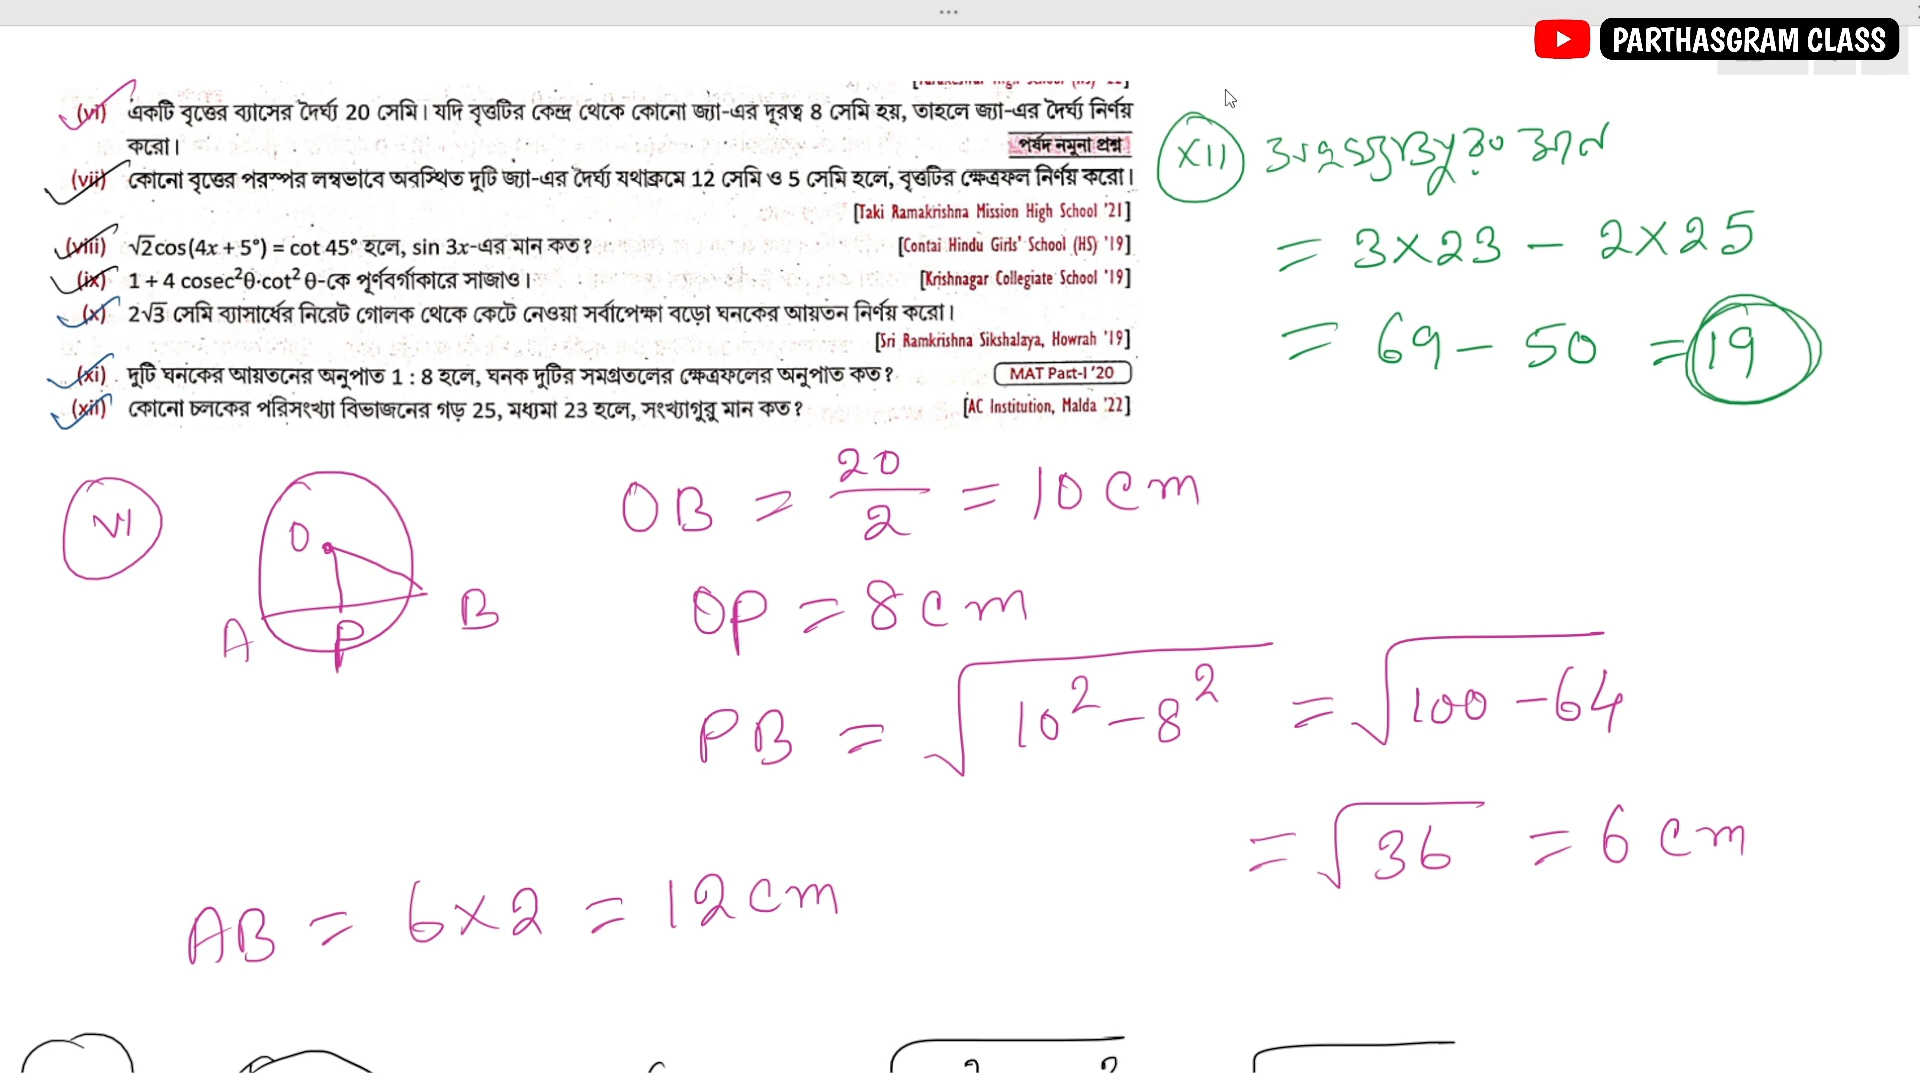 PARTHASGRAM CLASS
(vi) একটি বৃত্তের ব্যাসের দৈর্ঘ্য 20 সেমি। যদি বৃত্তটির কেন্দ্র থেকে কোনো জ্যা-এর দূরত্ব 8 সেমি হয়, তাহলে জ্যা-এর দৈর্ঘ্য নির্ণয়
করো। পর্ষদ নমুনা প্রশ্ন
(vii) কোনো বৃত্তের পরস্পর লম্বভাবে অবস্থিত দুটি জ্যা-এর দৈর্ঘ্য যথাক্রমে 12 সেমি ও 5 সেমি হলে, বৃত্তটির ক্ষেত্রফল নির্ণয় করো।
[Taki Ramakrishna Mission High School '21]
(viii) √2cos(4x+5°) = cot 45° হলে, sin 3x-এর মান কত? [Contai Hindu Girls' School (HS) '19]
(ix) 1 + 4 cosec²θ·cot² θ-কে পূর্ণবর্গাকারে সাজাও। [Krishnagar Collegiate School '19]
(x) 2√3 সেমি ব্যাসার্ধের নিরেট গোলক থেকে কেটে নেওয়া সর্বাপেক্ষা বড়ো ঘনকের আয়তন নির্ণয় করো।
[Sri Ramkrishna Sikshalaya, Howrah '19]
(xi) দুটি ঘনকের আয়তনের অনুপাত 1 : 8 হলে, ঘনক দুটির সমগ্রতলের ক্ষেত্রফলের অনুপাত কত? MAT Part-I '20
(xii) কোনো চলকের পরিসংখ্যা বিভাজনের গড় 25, মধ্যমা 23 হলে, সংখ্যাগুরু মান কত? [AC Institution, Malda '22]
XII মান
= 3×23 − 2×25
= 69 − 50 = 19
VI
O
A
P
B
OB = 20/2 = 10 cm
OP = 8 cm
PB = √10² − 8² = √100 − 64
= √36 = 6 cm
AB = 6×2 = 12 cm